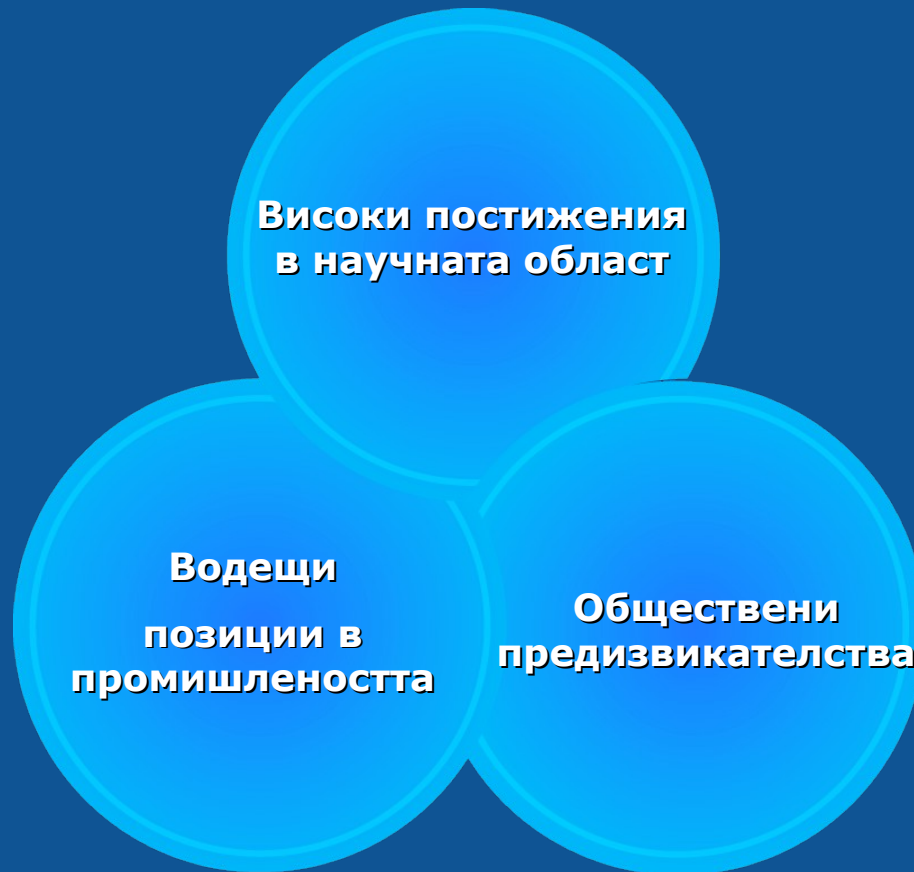 Високи постижения
в научната област
Водещи
позиции в
промишлеността
Обществени
предизвикателства